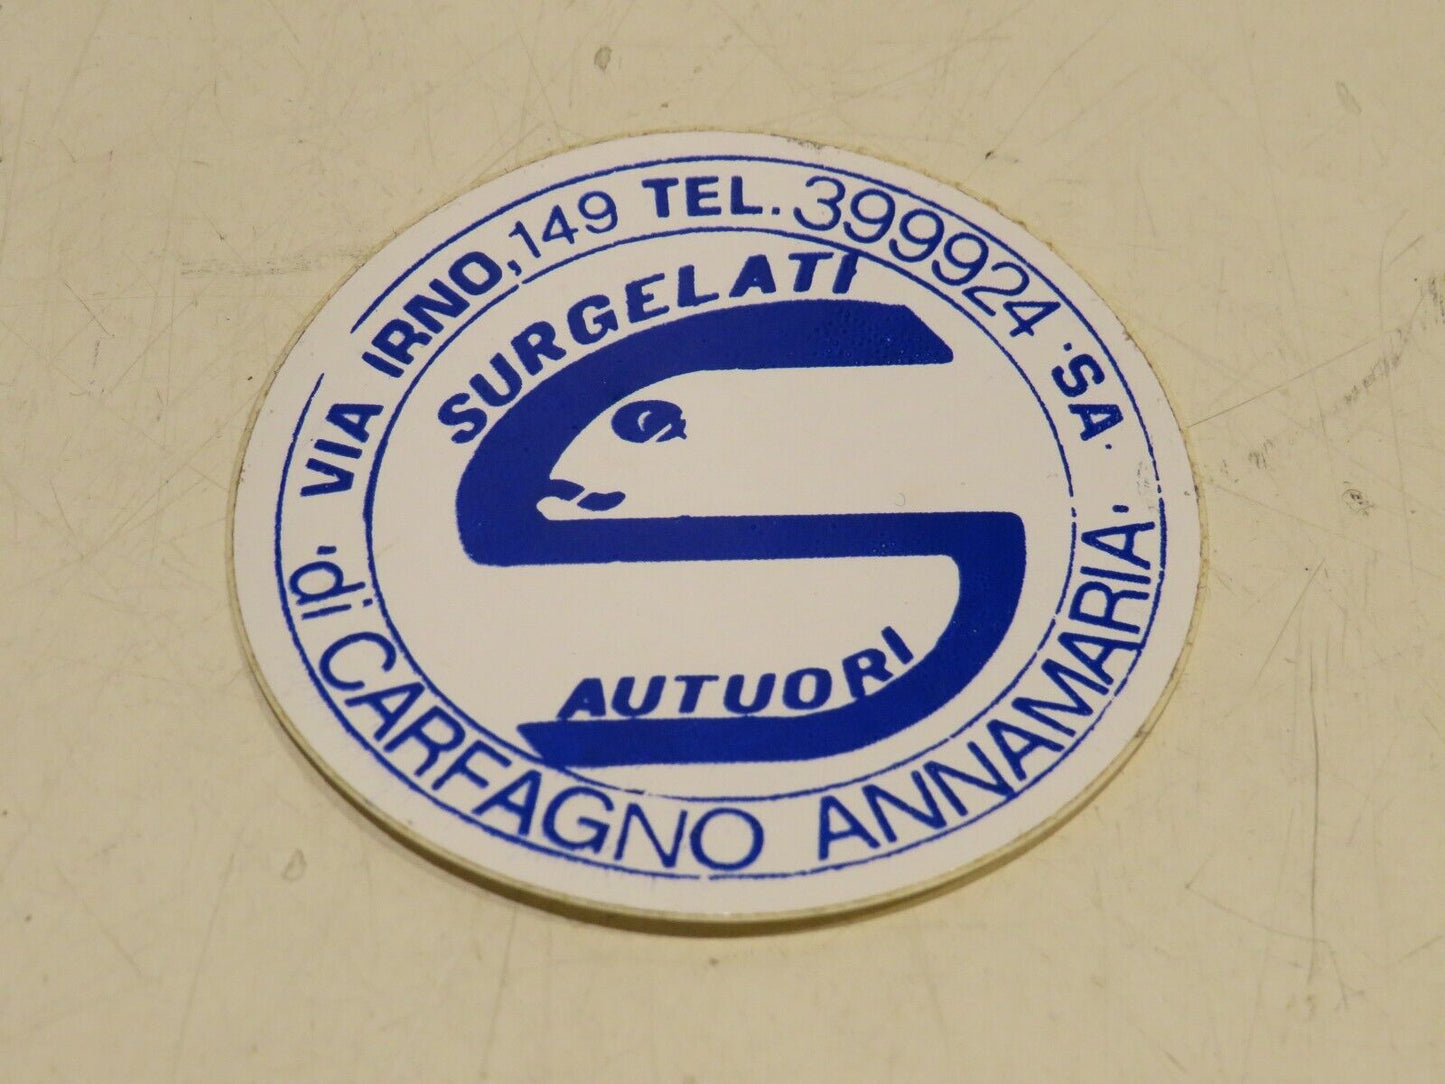 VIA IRNO, 149 TEL. 399924 · SA ·
SURGELATI
AUTUORI
di CARFAGNO ANNAMARIA ·